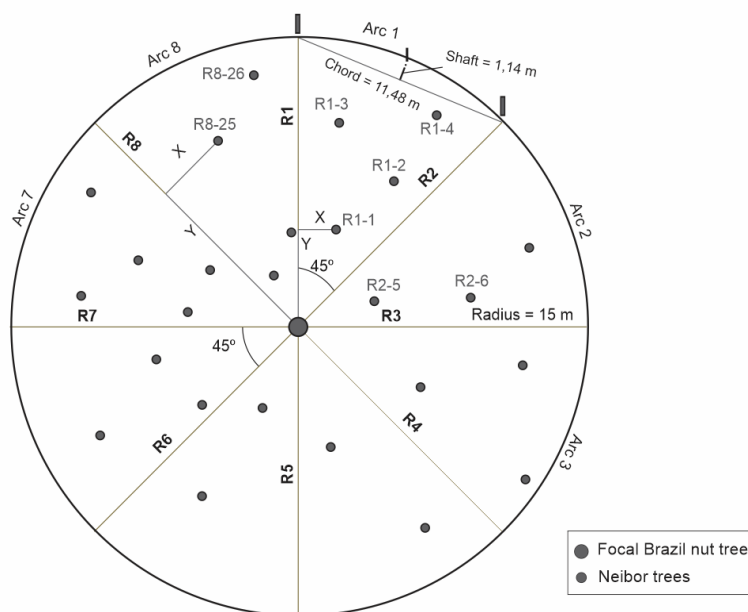 Arc 1
Arc 8
Shaft = 1,14 m
Chord = 11,48 m
R8-26
R1
R1-3
R8-25
R1-4
R8
X
R1-2
R2
Arc 7
Y
X
R1-1
Y
Arc 2
45º
R2-5
R2-6
R7
R3
Radius = 15 m
45º
R4
R6
R5
Arc 3
Focal Brazil nut tree
Neibor trees